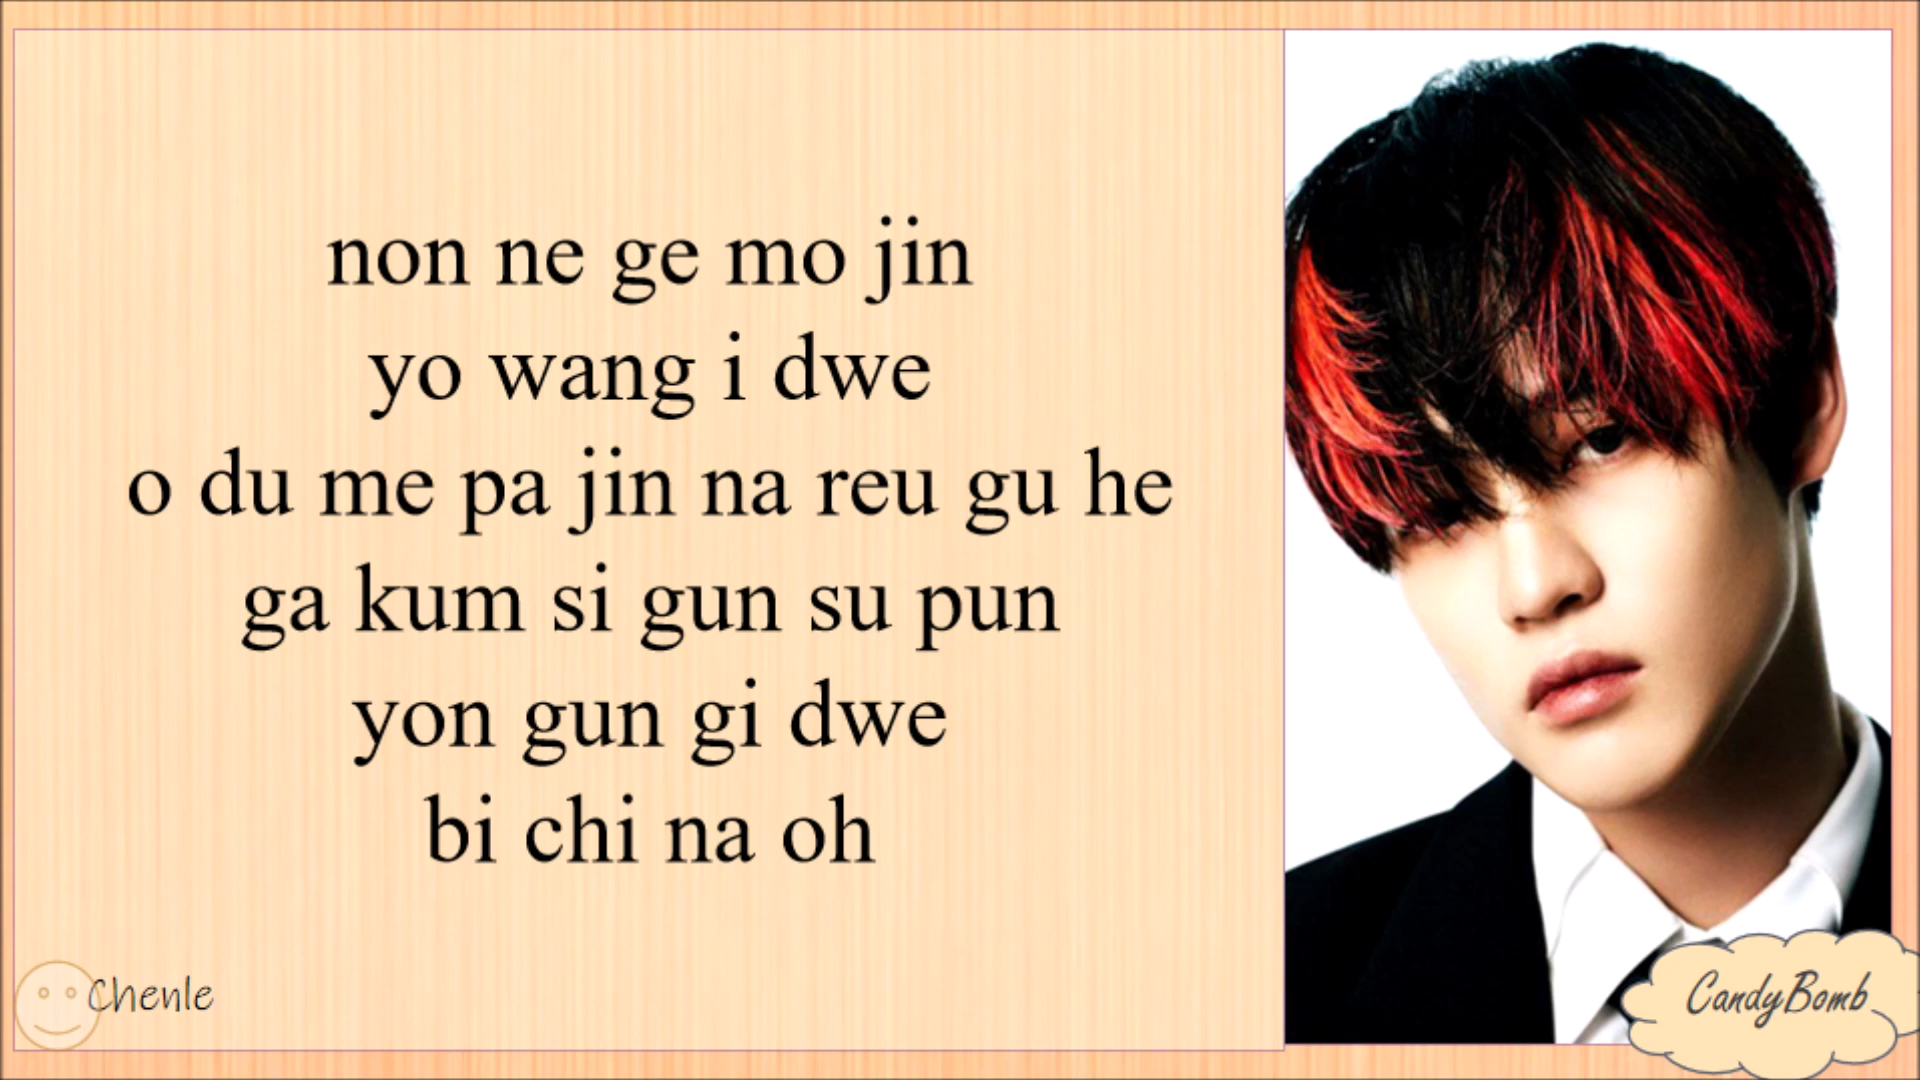 non ne ge mo jin
yo wang i dwe
o du me pa jin na reu gu he
ga kum si gun su pun
yon gun gi dwe
bi chi na oh
Chenle
CandyBomb